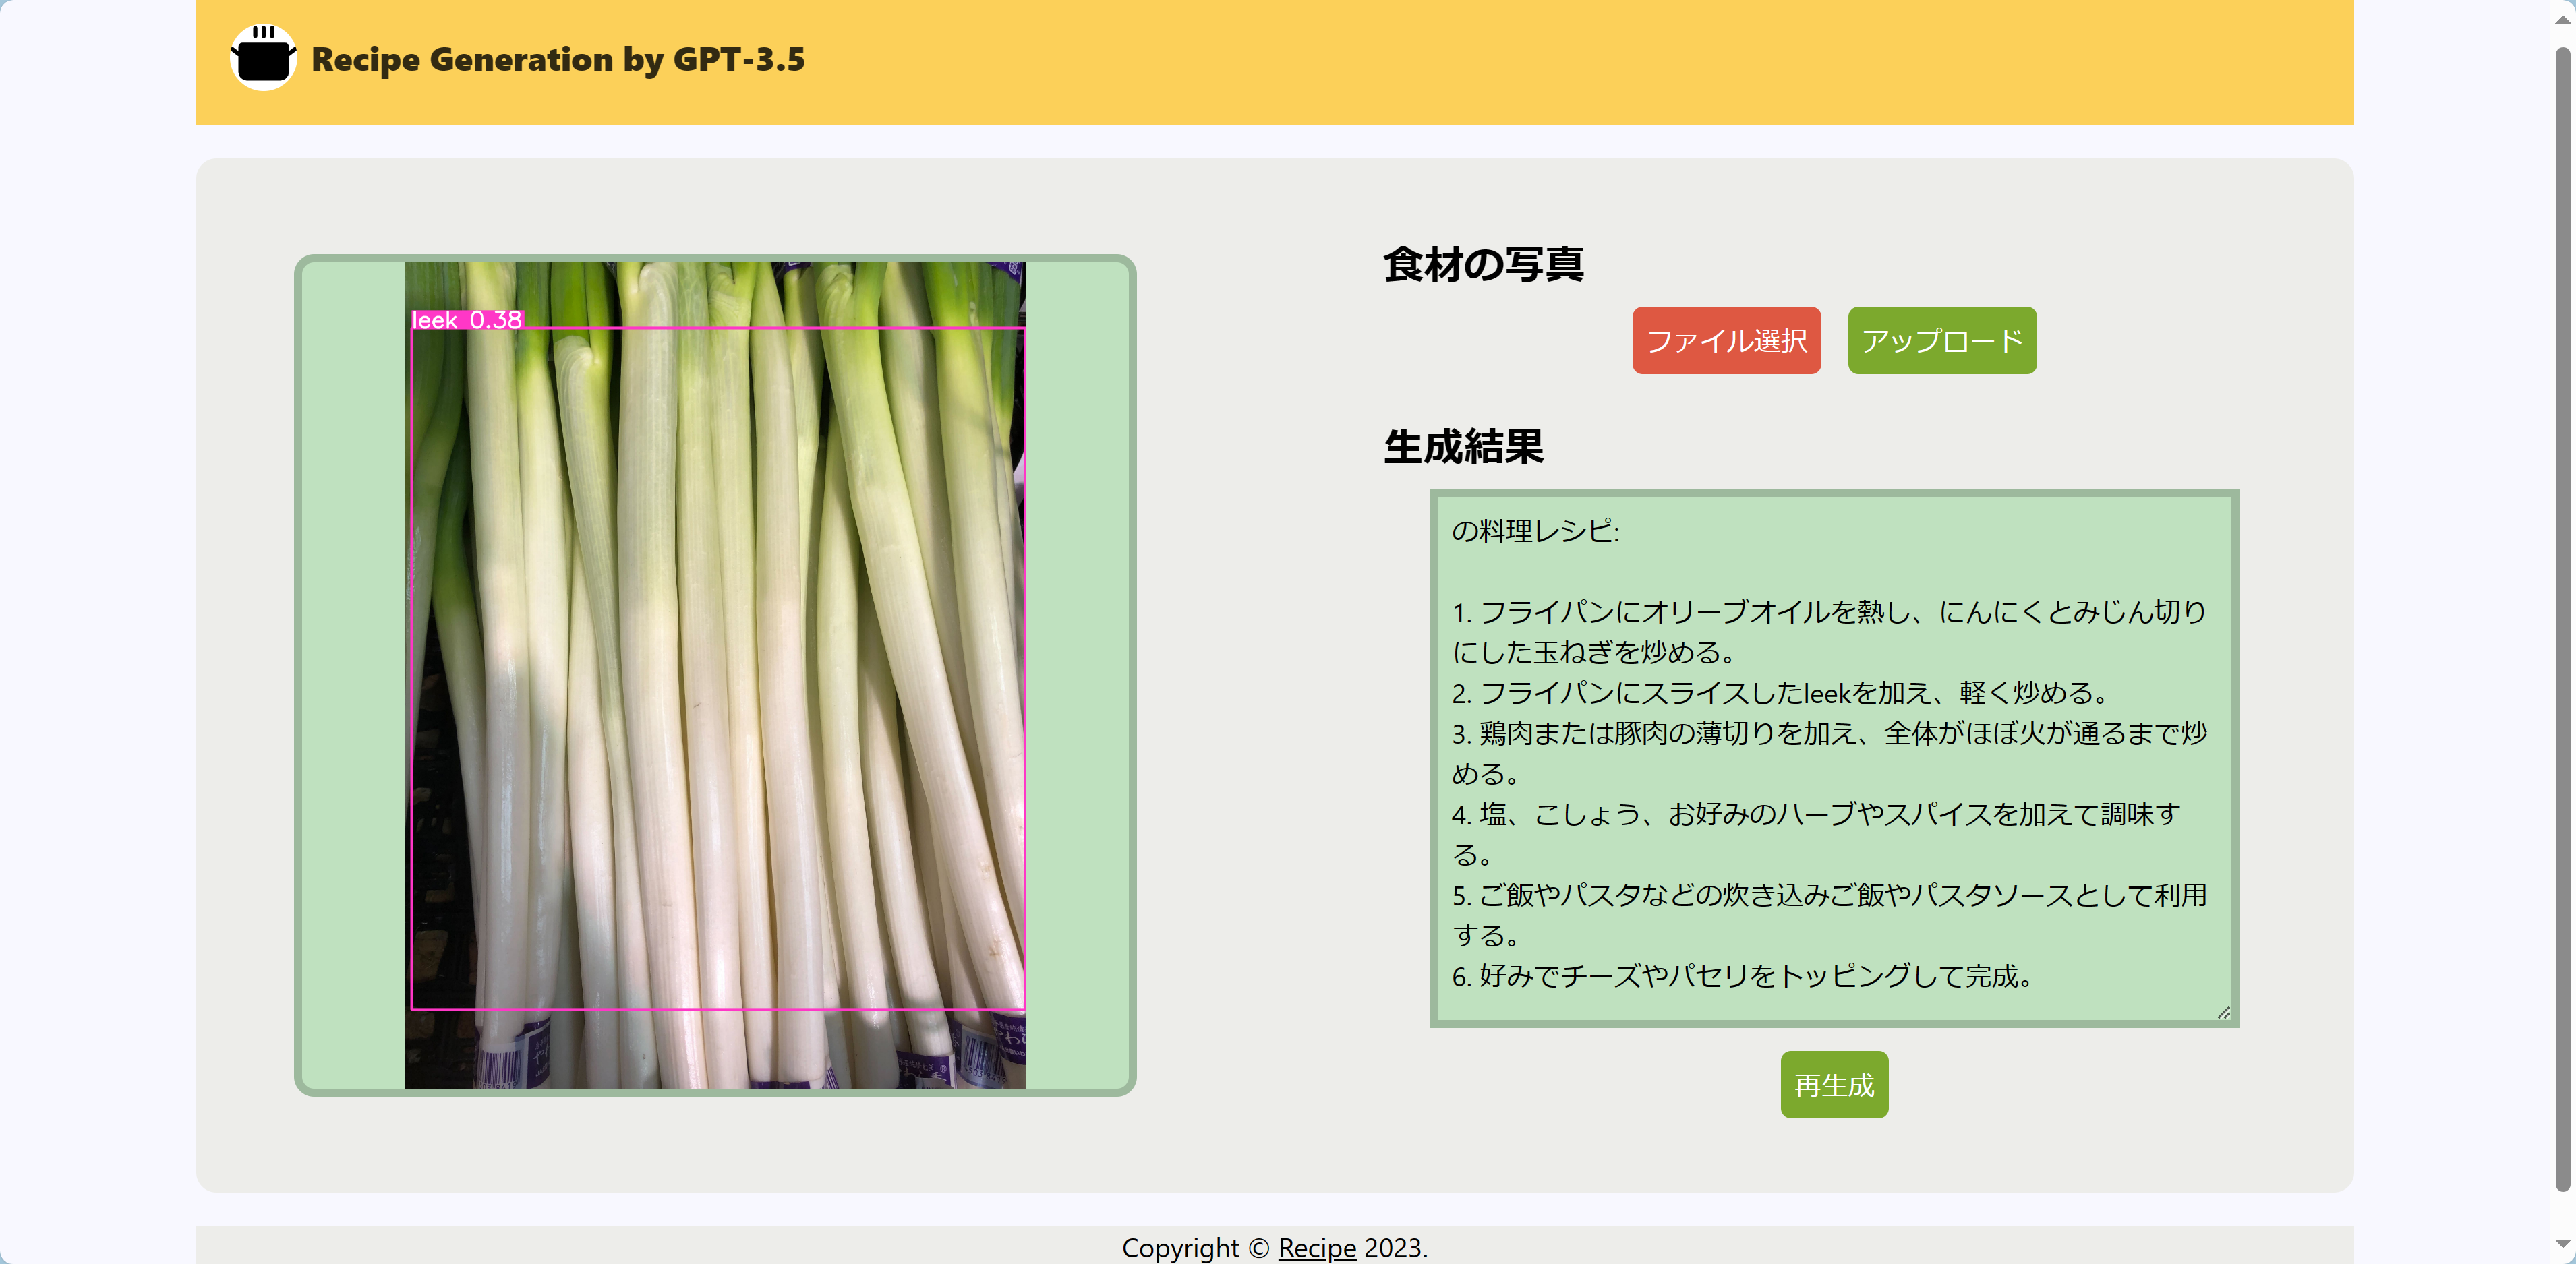 Recipe Generation by GPT-3.5
leek 0.38
食材の写真
ファイル選択
アップロード
生成結果
の料理レシピ:
1. フライパンにオリーブオイルを熱し、にんにくとみじん切り
にした玉ねぎを炒める。
2. フライパンにスライスしたleekを加え、軽く炒める。
3. 鶏肉または豚肉の薄切りを加え、全体がほぼ火が通るまで炒
める。
4. 塩、こしょう、お好みのハーブやスパイスを加えて調味す
る。
5. ご飯やパスタなどの炊き込みご飯やパスタソースとして利用
する。
6. 好みでチーズやパセリをトッピングして完成。
再生成
Copyright © Recipe 2023.